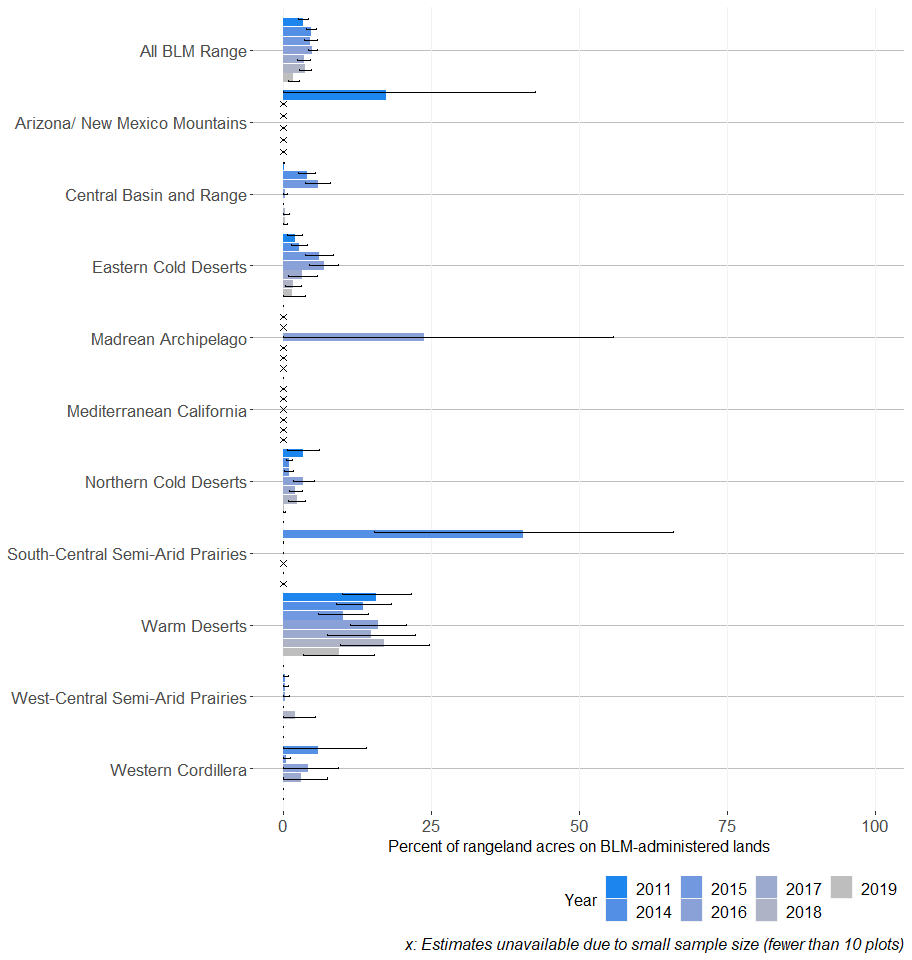 All BLM Range
Arizona/ New Mexico Mountains
Central Basin and Range
Eastern Cold Deserts
Madrean Archipelago
Mediterranean California
Northern Cold Deserts
South-Central Semi-Arid Prairies
Warm Deserts
West-Central Semi-Arid Prairies
Western Cordillera
0 25 50 75 100
Percent of rangeland acres on BLM-administered lands
Year
2011 2015 2017 2019
2014 2016 2018
x: Estimates unavailable due to small sample size (fewer than 10 plots)